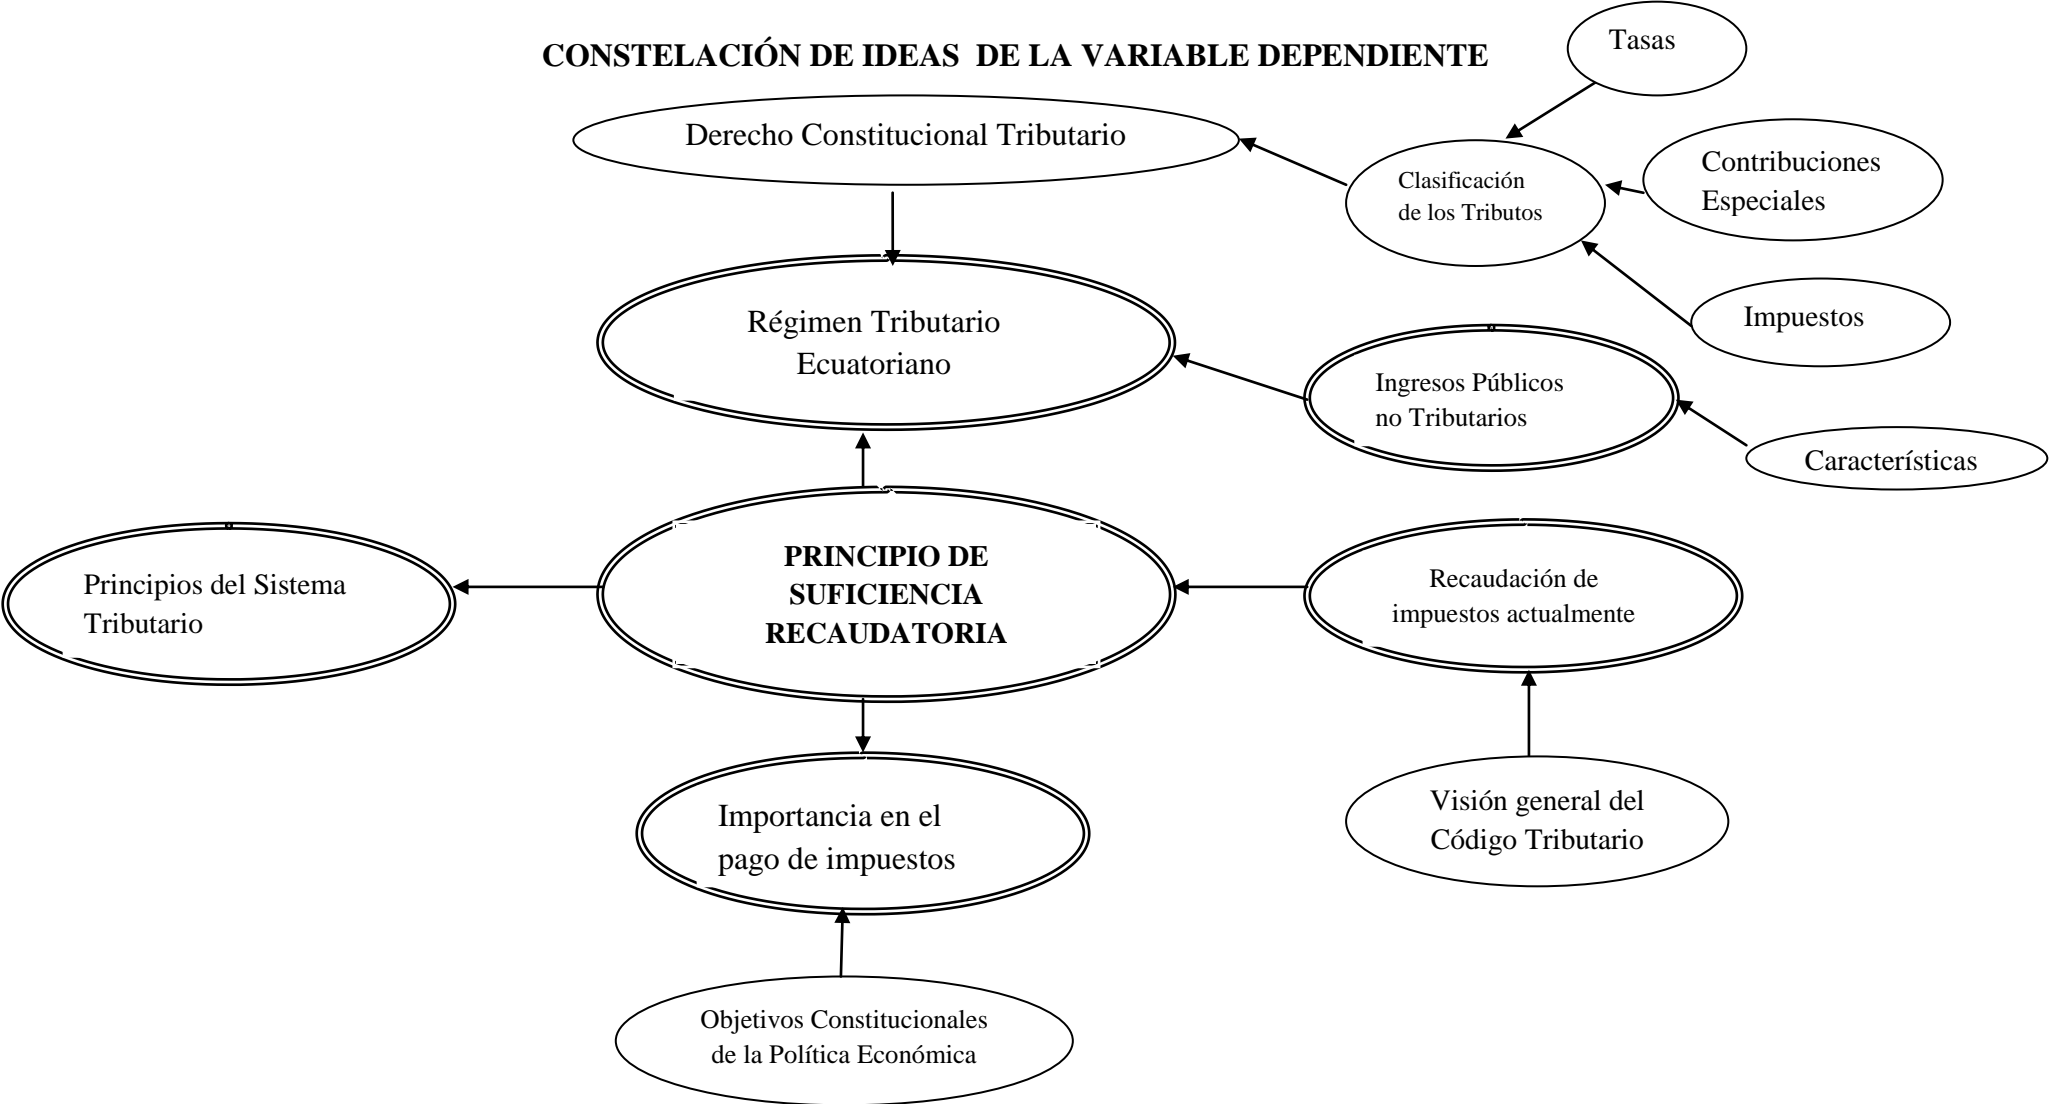 CONSTELACIÓN DE IDEAS  DE LA VARIABLE DEPENDIENTE
Tasas
Derecho Constitucional Tributario
Contribuciones
Especiales
Clasificación
de los Tributos
Impuestos
Régimen Tributario
Ecuatoriano
Ingresos Públicos
no Tributarios
Características
PRINCIPIO DE
SUFICIENCIA
RECAUDATORIA
Principios del Sistema
Tributario
Recaudación de
impuestos actualmente
Importancia en el
pago de impuestos
Visión general del
Código Tributario
Objetivos Constitucionales
de la Política Económica